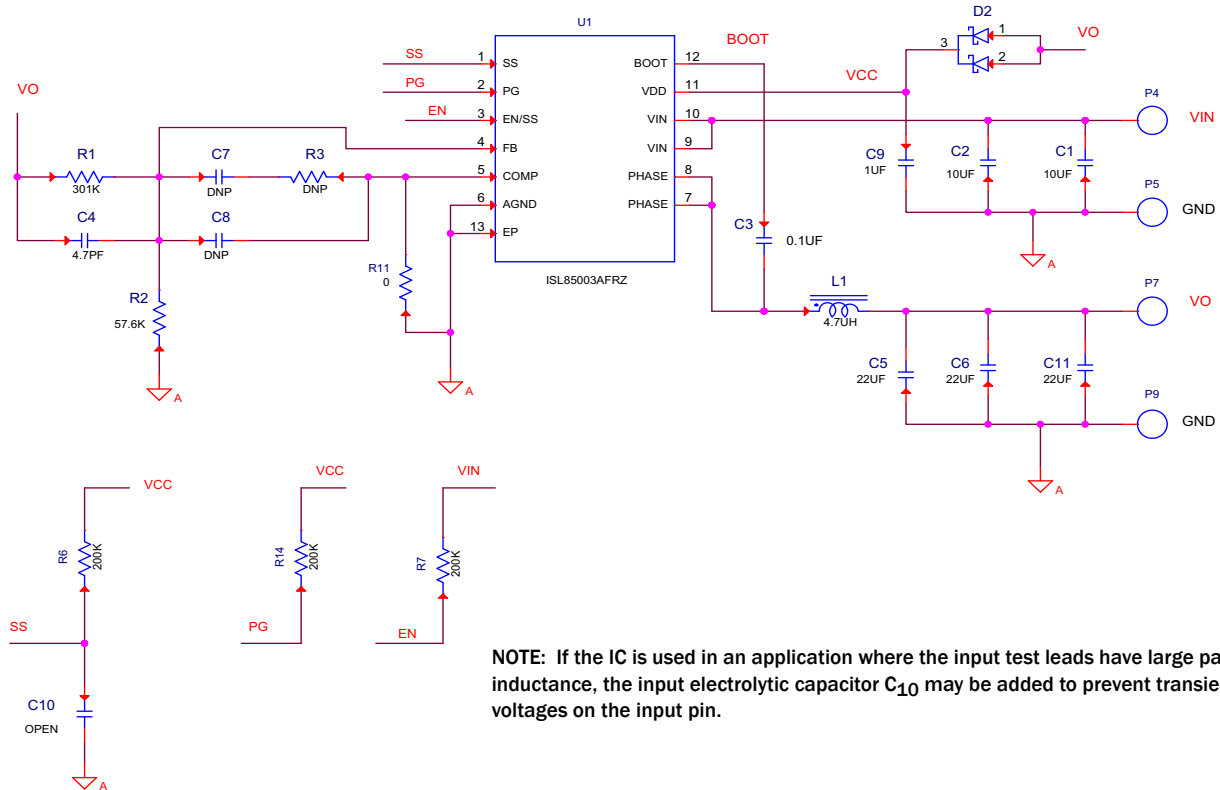 U1
D2
SS 1 SS BOOT 12 BOOT
PG 2 PG VDD 11 VCC
EN 3 EN/SS VIN 10
4 FB VIN 9
5 COMP PHASE 8
6 AGND PHASE 7
13 EP
ISL85003AFRZ
3 1 2 VO
P4 VIN
P5 GND
VO
R1 301K
C7 DNP
R3 DNP
C4 4.7PF
C8 DNP
R2 57.6K
A
R11 0
A
C9 1UF
C2 10UF
C1 10UF
A
C3 0.1UF
L1 4.7UH
P7 VO
C5 22UF
C6 22UF
C11 22UF
P9 GND
A
VCC
R6 200K
SS
C10 OPEN
A
VCC
R14 200K
PG
VIN
R7 200K
EN
NOTE: If the IC is used in an application where the input test leads have large pa
inductance, the input electrolytic capacitor C10 may be added to prevent transie
voltages on the input pin.